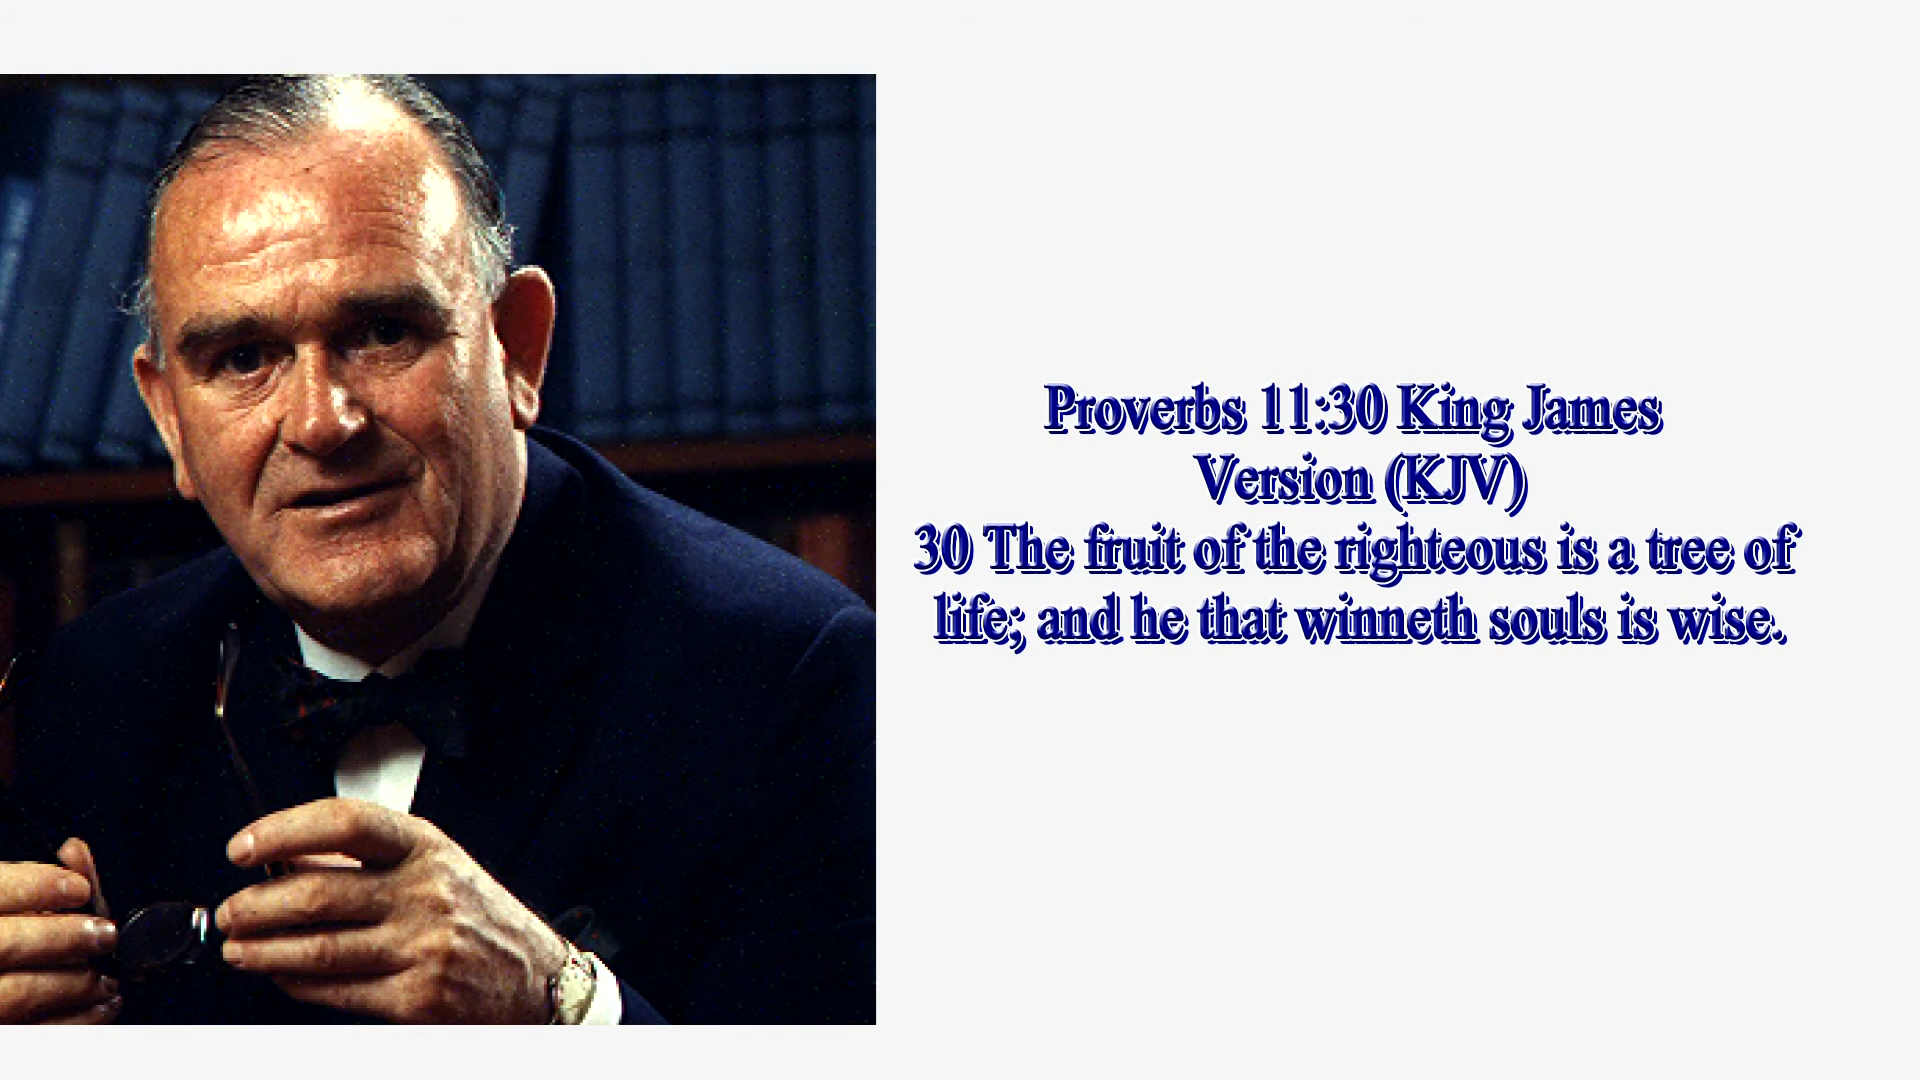 Proverbs 11:30 King James
Version (KJV)
30 The fruit of the righteous is a tree of
life; and he that winneth souls is wise.